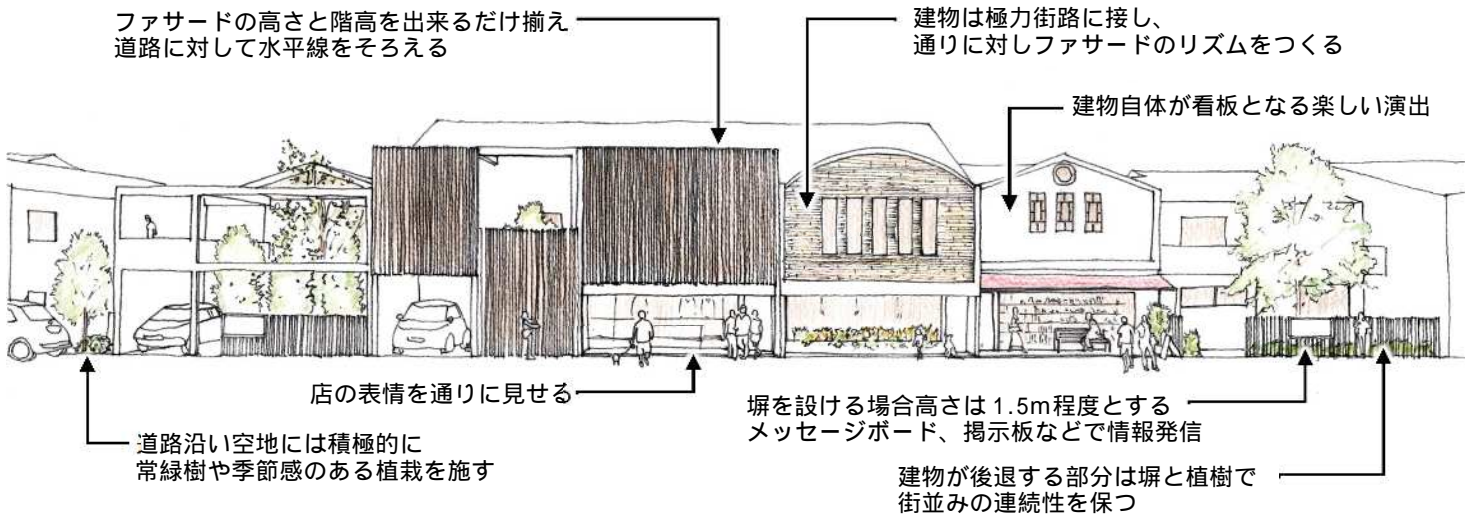 ファサードの高さと階高を出来るだけ揃え
道路に対して水平線をそろえる
建物は極力街路に接し、
通りに対しファサードのリズムをつくる
建物自体が看板となる楽しい演出
店の表情を通りに見せる
道路沿い空地には積極的に
常緑樹や季節感のある植栽を施す
塀を設ける場合高さは1.5m程度とする
メッセージボード、掲示板などで情報発信
建物が後退する部分は塀と植樹で
街並みの連続性を保つ